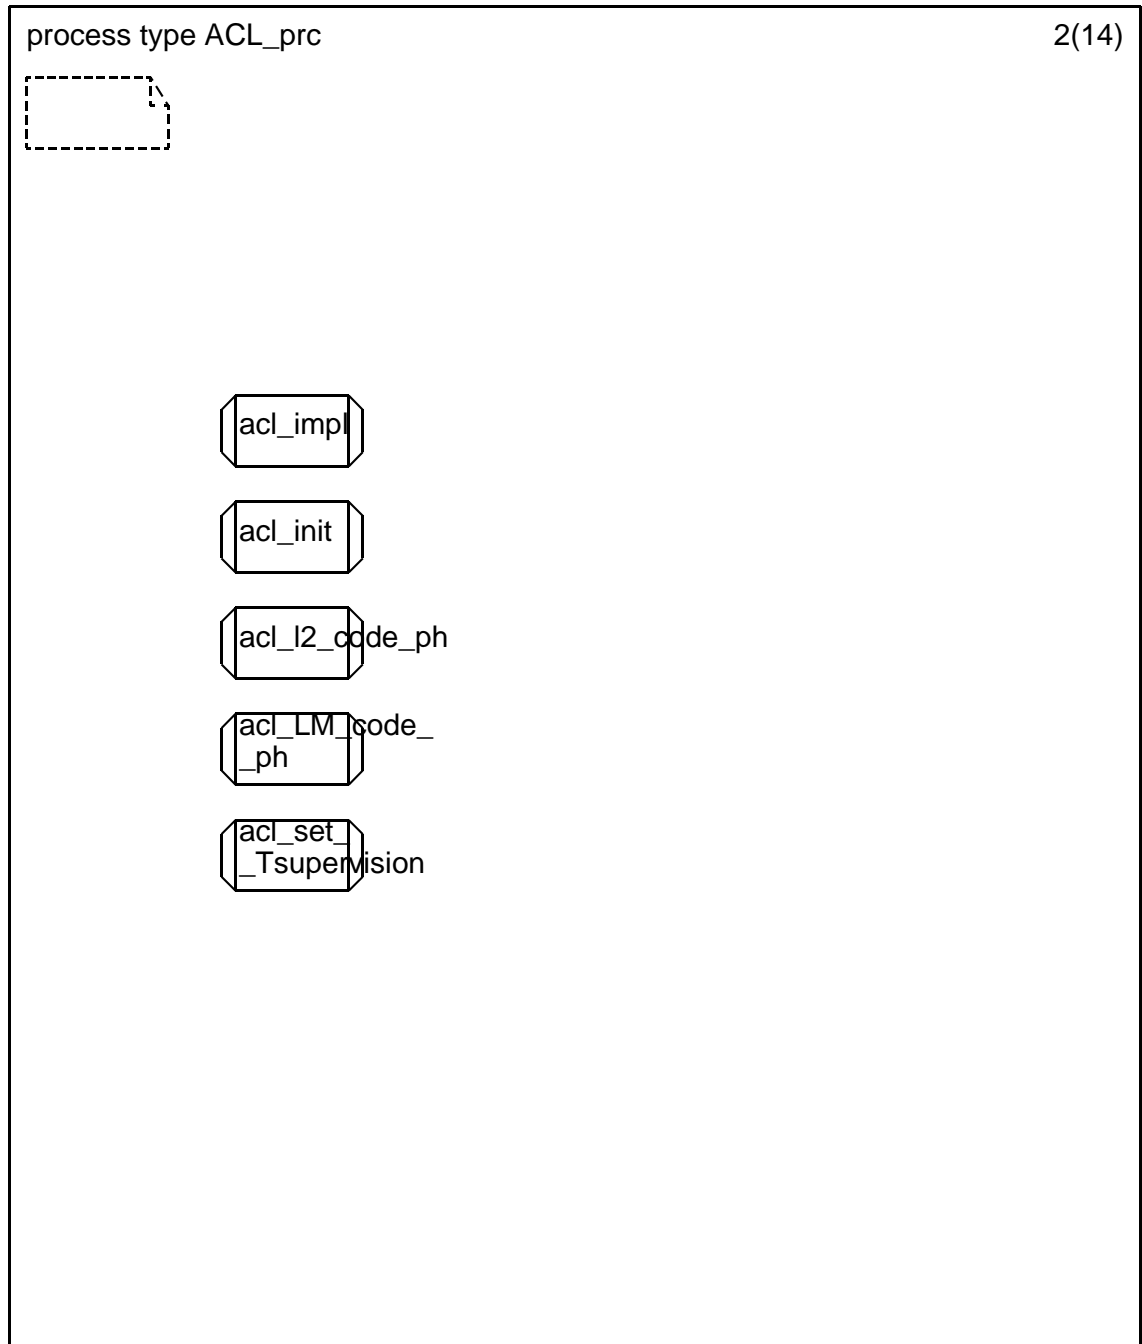 process type ACL_prc 2(14)
acl_impl
acl_init
acl_l2_code_ph
acl_LM_code_
_ph
acl_set_
_Tsupervision